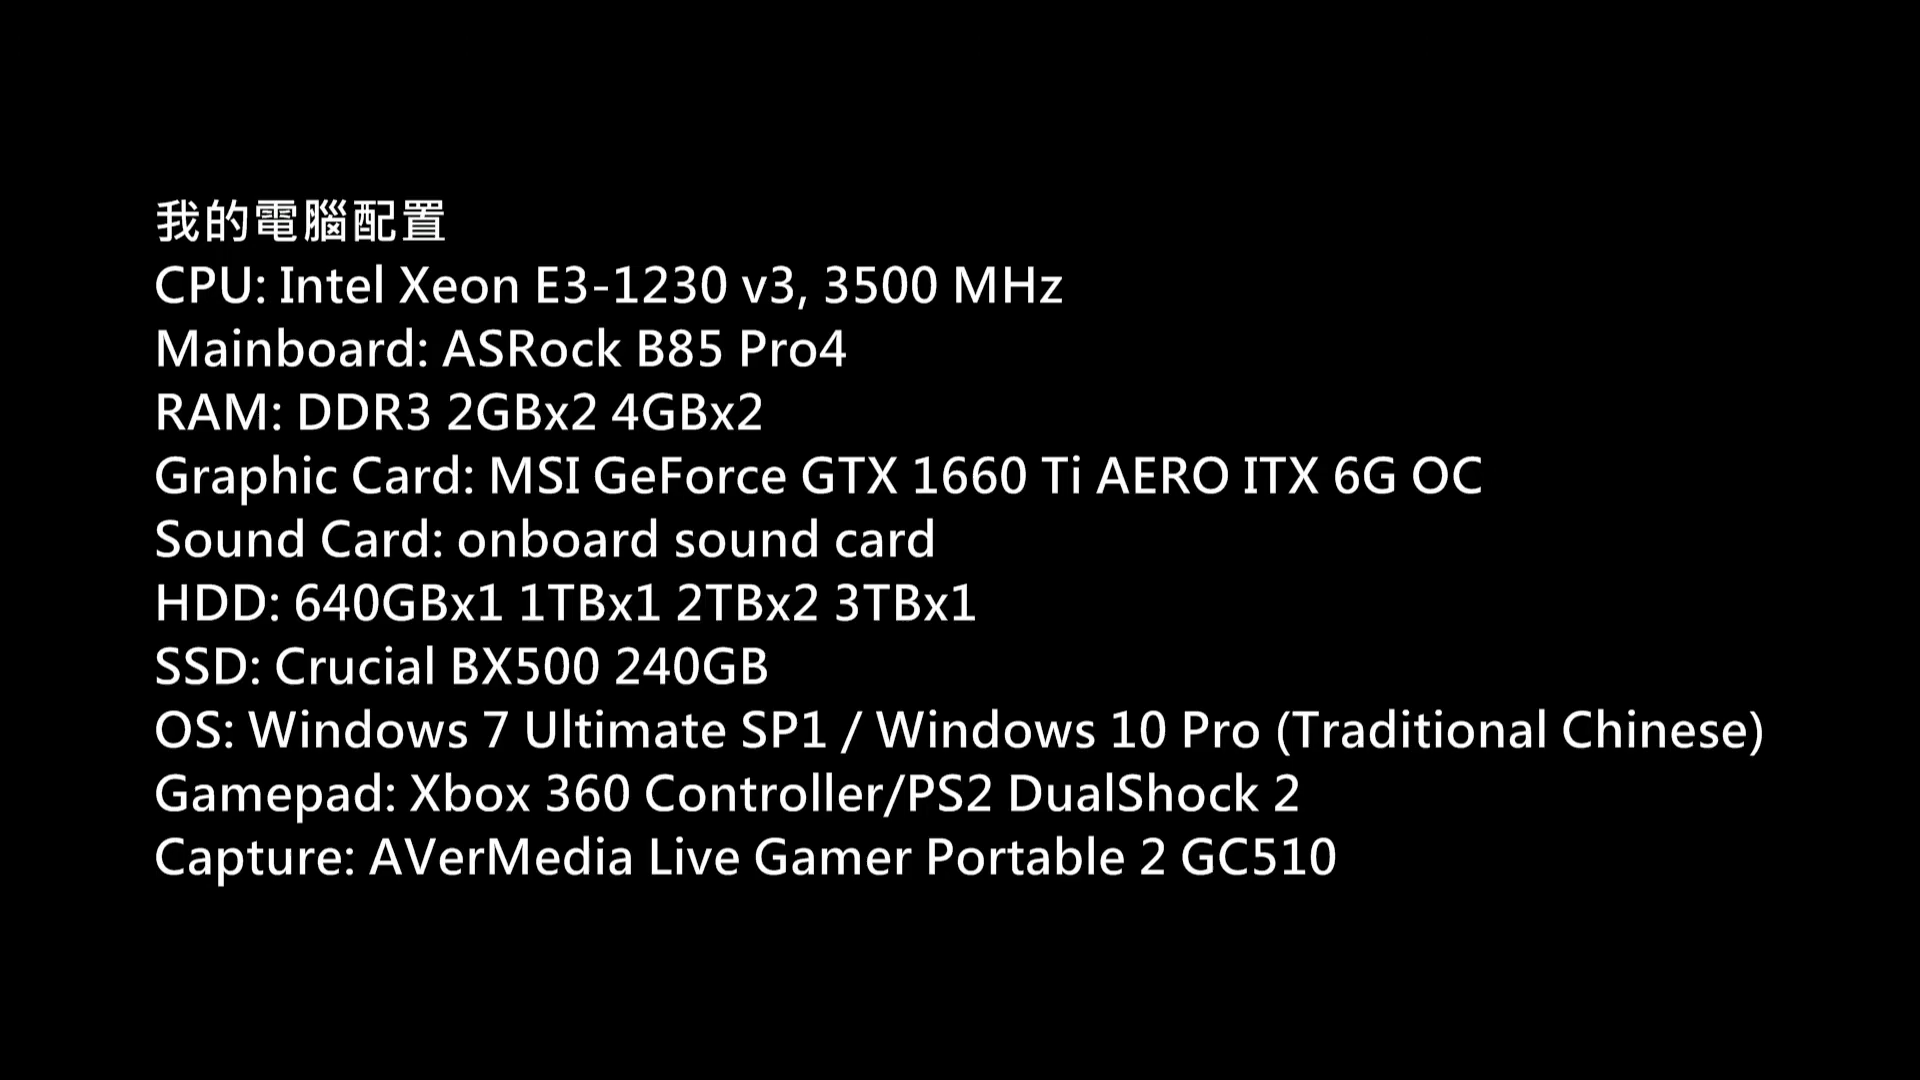 我的電腦配置
CPU: Intel Xeon E3-1230 v3, 3500 MHz
Mainboard: ASRock B85 Pro4
RAM: DDR3 2GBx2 4GBx2
Graphic Card: MSI GeForce GTX 1660 Ti AERO ITX 6G OC
Sound Card: onboard sound card
HDD: 640GBx1 1TBx1 2TBx2 3TBx1
SSD: Crucial BX500 240GB
OS: Windows 7 Ultimate SP1 / Windows 10 Pro (Traditional Chinese)
Gamepad: Xbox 360 Controller/PS2 DualShock 2
Capture: AVerMedia Live Gamer Portable 2 GC510